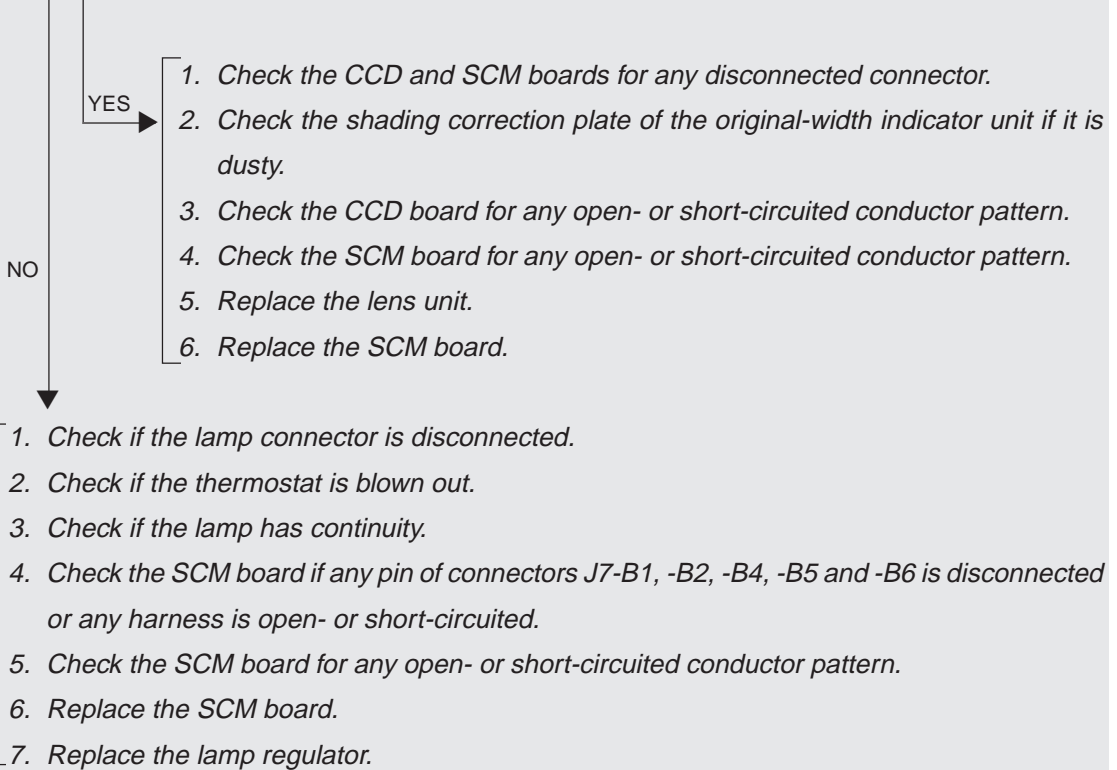 1. Check the CCD and SCM boards for any disconnected connector.
YES
2. Check the shading correction plate of the original-width indicator unit if it is
dusty.
3. Check the CCD board for any open- or short-circuited conductor pattern.
NO
4. Check the SCM board for any open- or short-circuited conductor pattern.
5. Replace the lens unit.
6. Replace the SCM board.
1. Check if the lamp connector is disconnected.
2. Check if the thermostat is blown out.
3. Check if the lamp has continuity.
4. Check the SCM board if any pin of connectors J7-B1, -B2, -B4, -B5 and -B6 is disconnected
or any harness is open- or short-circuited.
5. Check the SCM board for any open- or short-circuited conductor pattern.
6. Replace the SCM board.
7. Replace the lamp regulator.